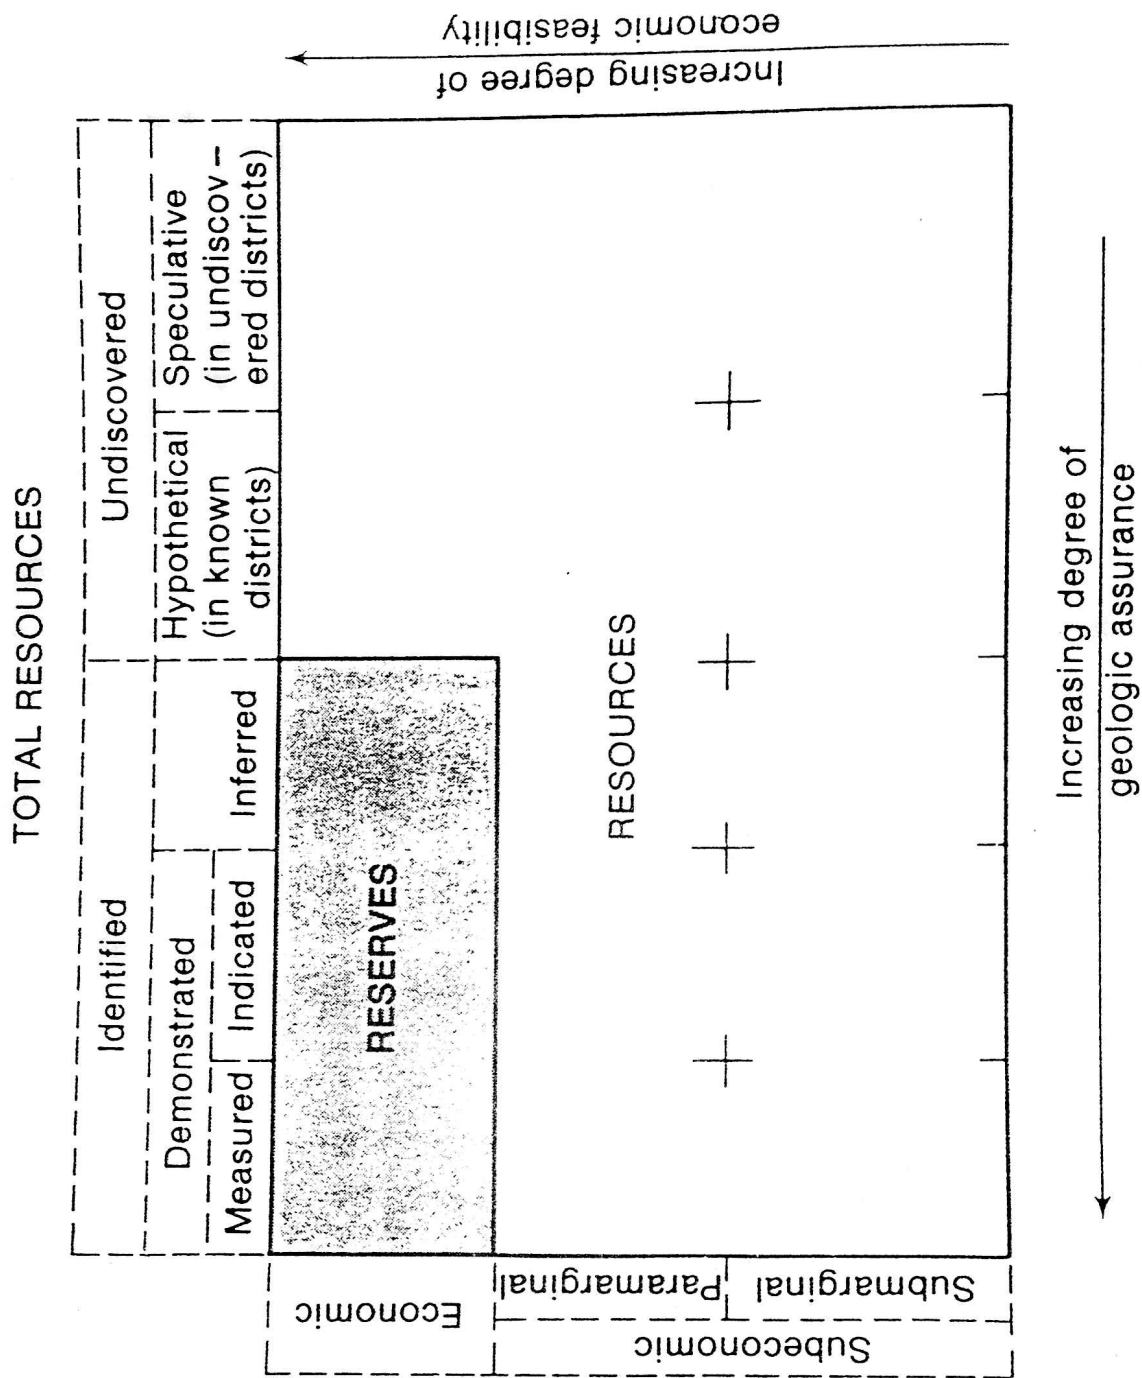 TOTAL RESOURCES
Identified
Undiscovered
Demonstrated
Inferred
Hypothetical
(in known
districts)
Speculative
(in undiscov–
ered districts)
Measured
Indicated
Economic
Subeconomic
Paramarginal
Submarginal
RESERVES
RESOURCES
Increasing degree of
economic feasibility
Increasing degree of
geologic assurance